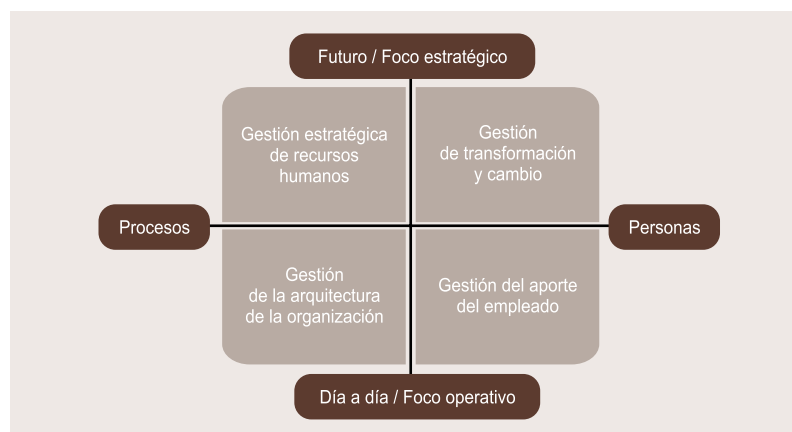 Futuro / Foco estratégico
Gestión estratégica
de recursos
humanos
Gestión
de transformación
y cambio
Procesos
Personas
Gestión
de la arquitectura
de la organización
Gestión del aporte
del empleado
Día a día / Foco operativo